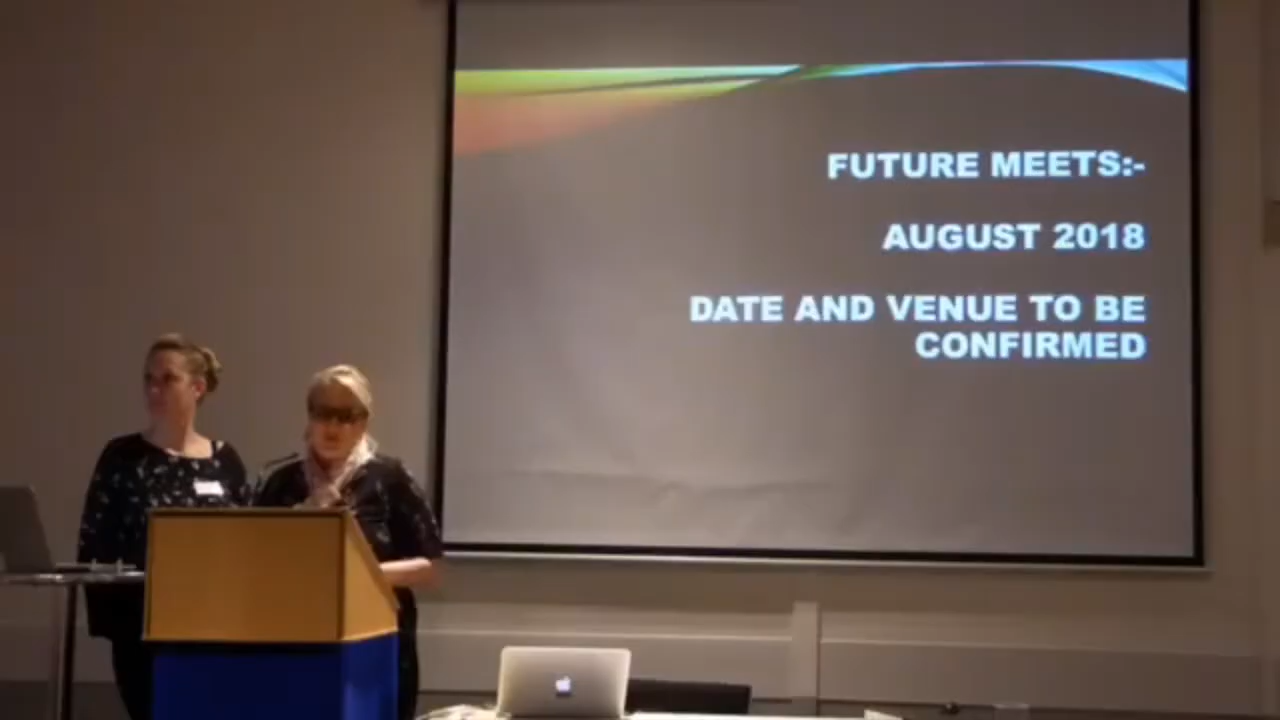 FUTURE MEETS:-
AUGUST 2018
DATE AND VENUE TO BE
CONFIRMED